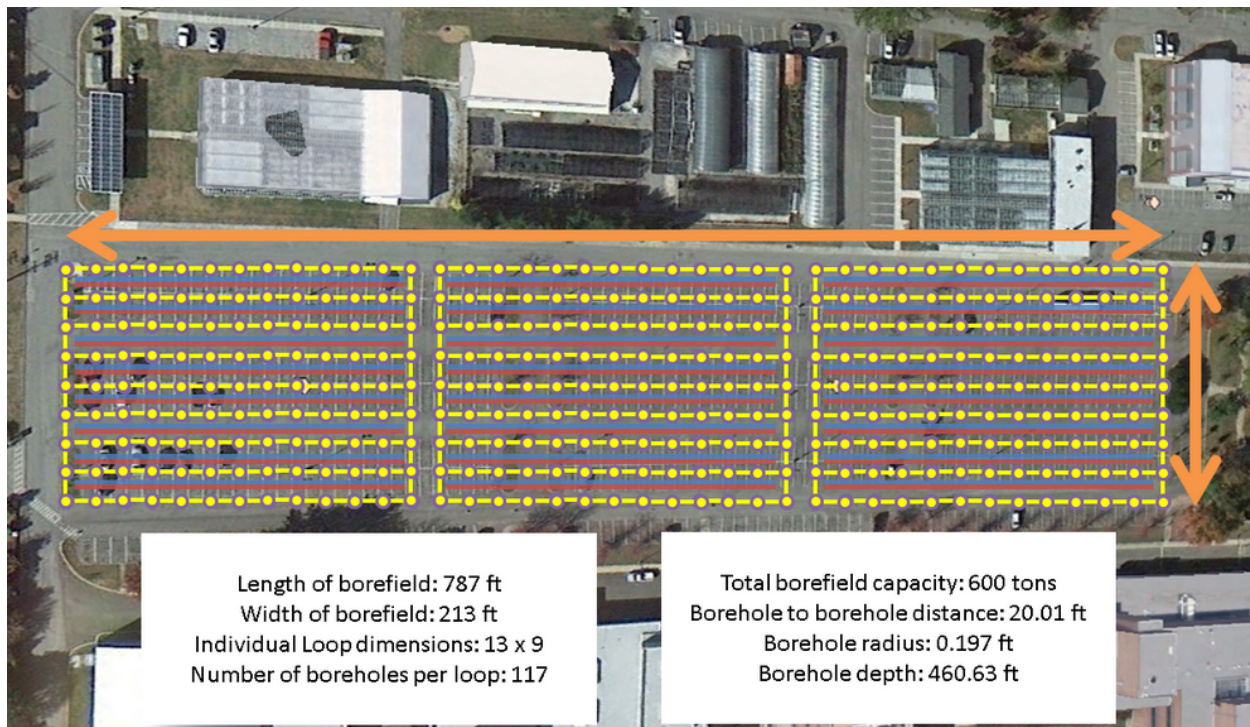 Length of borefield: 787 ft
Width of borefield: 213 ft
Individual Loop dimensions: 13 x 9
Number of boreholes per loop: 117
Total borefield capacity: 600 tons
Borehole to borehole distance: 20.01 ft
Borehole radius: 0.197 ft
Borehole depth: 460.63 ft